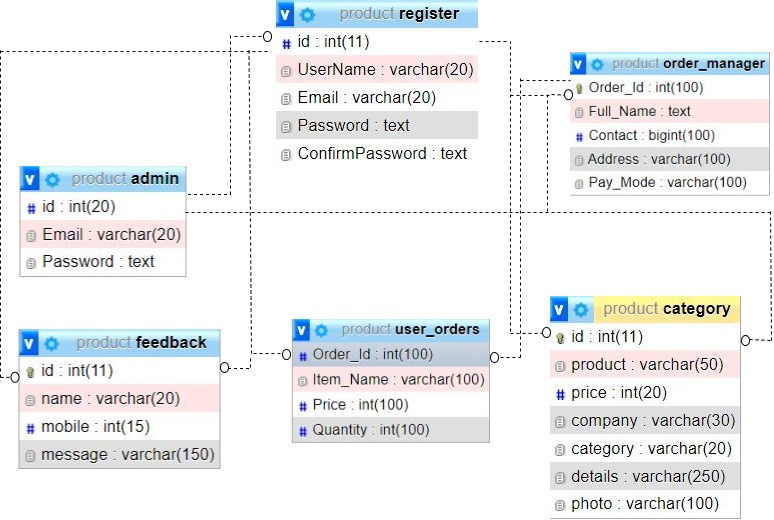 v product register
id : int(11)
UserName : varchar(20)
Email : varchar(20)
Password : text
ConfirmPassword : text
v product order_manager
Order_Id : int(100)
Full_Name : text
# Contact : bigint(100)
Address : varchar(100)
Pay_Mode : varchar(100)
v product admin
# id : int(20)
Email : varchar(20)
Password : text
v product feedback
id : int(11)
name : varchar(20)
# mobile : int(15)
message : varchar(150)
v product user_orders
# Order_Id : int(100)
Item_Name : varchar(100)
# Price : int(100)
# Quantity : int(100)
v product category
id : int(11)
product : varchar(50)
# price : int(20)
company : varchar(30)
category : varchar(20)
details : varchar(250)
photo : varchar(100)